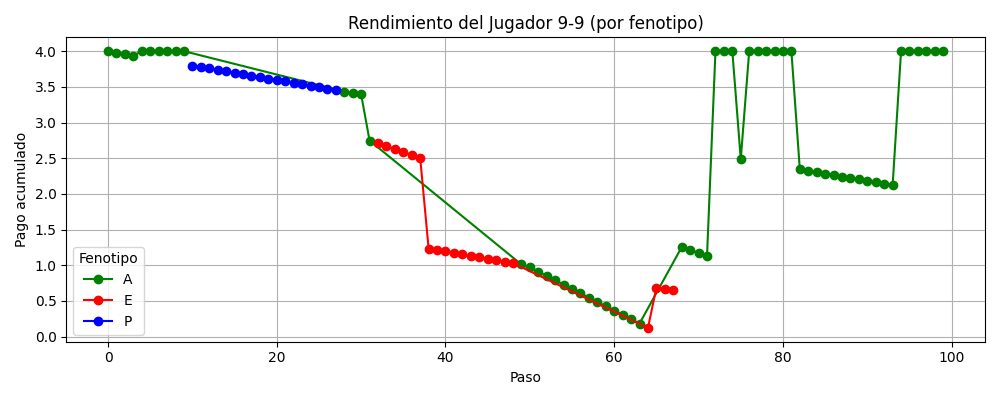 Rendimiento del Jugador 9-9 (por fenotipo)
Pago acumulado
4.0
3.5
3.0
2.5
2.0
1.5
1.0
0.5
0.0
Fenotipo
A
E
P
0 20 40 60 80 100
Paso